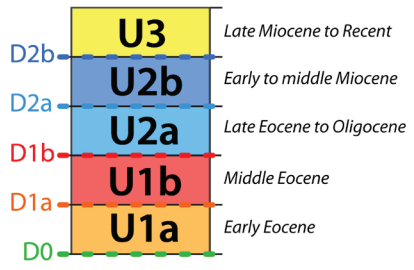 U3 Late Miocene to Recent
D2b
U2b Early to middle Miocene
D2a
U2a Late Eocene to Oligocene
D1b
U1b Middle Eocene
D1a
U1a Early Eocene
D0